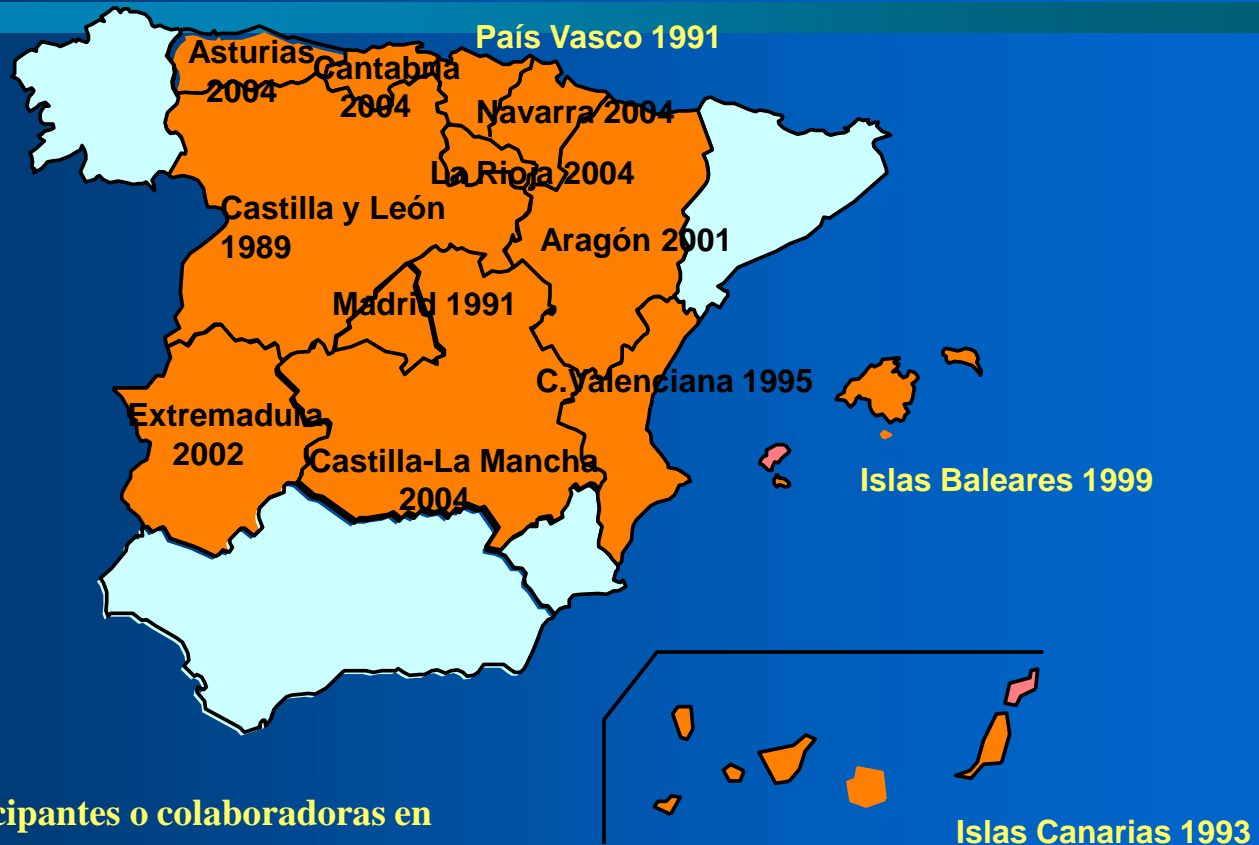 País Vasco 1991
Asturias
2004
Cantabria
2004
Navarra 2004
La Rioja 2004
Castilla y León
1989
Aragón 2001
Madrid 1991
C.Valenciana 1995
Extremadura
2002
Castilla-La Mancha
2004
Islas Baleares 1999
cipantes o colaboradoras en
Islas Canarias 1993